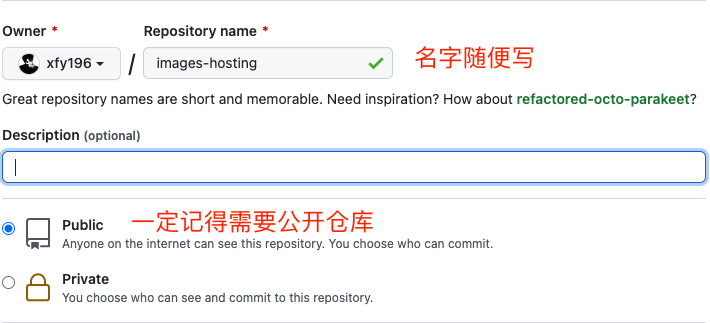 Owner * Repository name *
xfy196 / images-hosting 名字随便写
Great repository names are short and memorable. Need inspiration? How about refactored-octo-parakeet?
Description (optional)
Public 一定记得需要公开仓库
Anyone on the internet can see this repository. You choose who can commit.
Private
You choose who can see and commit to this repository.